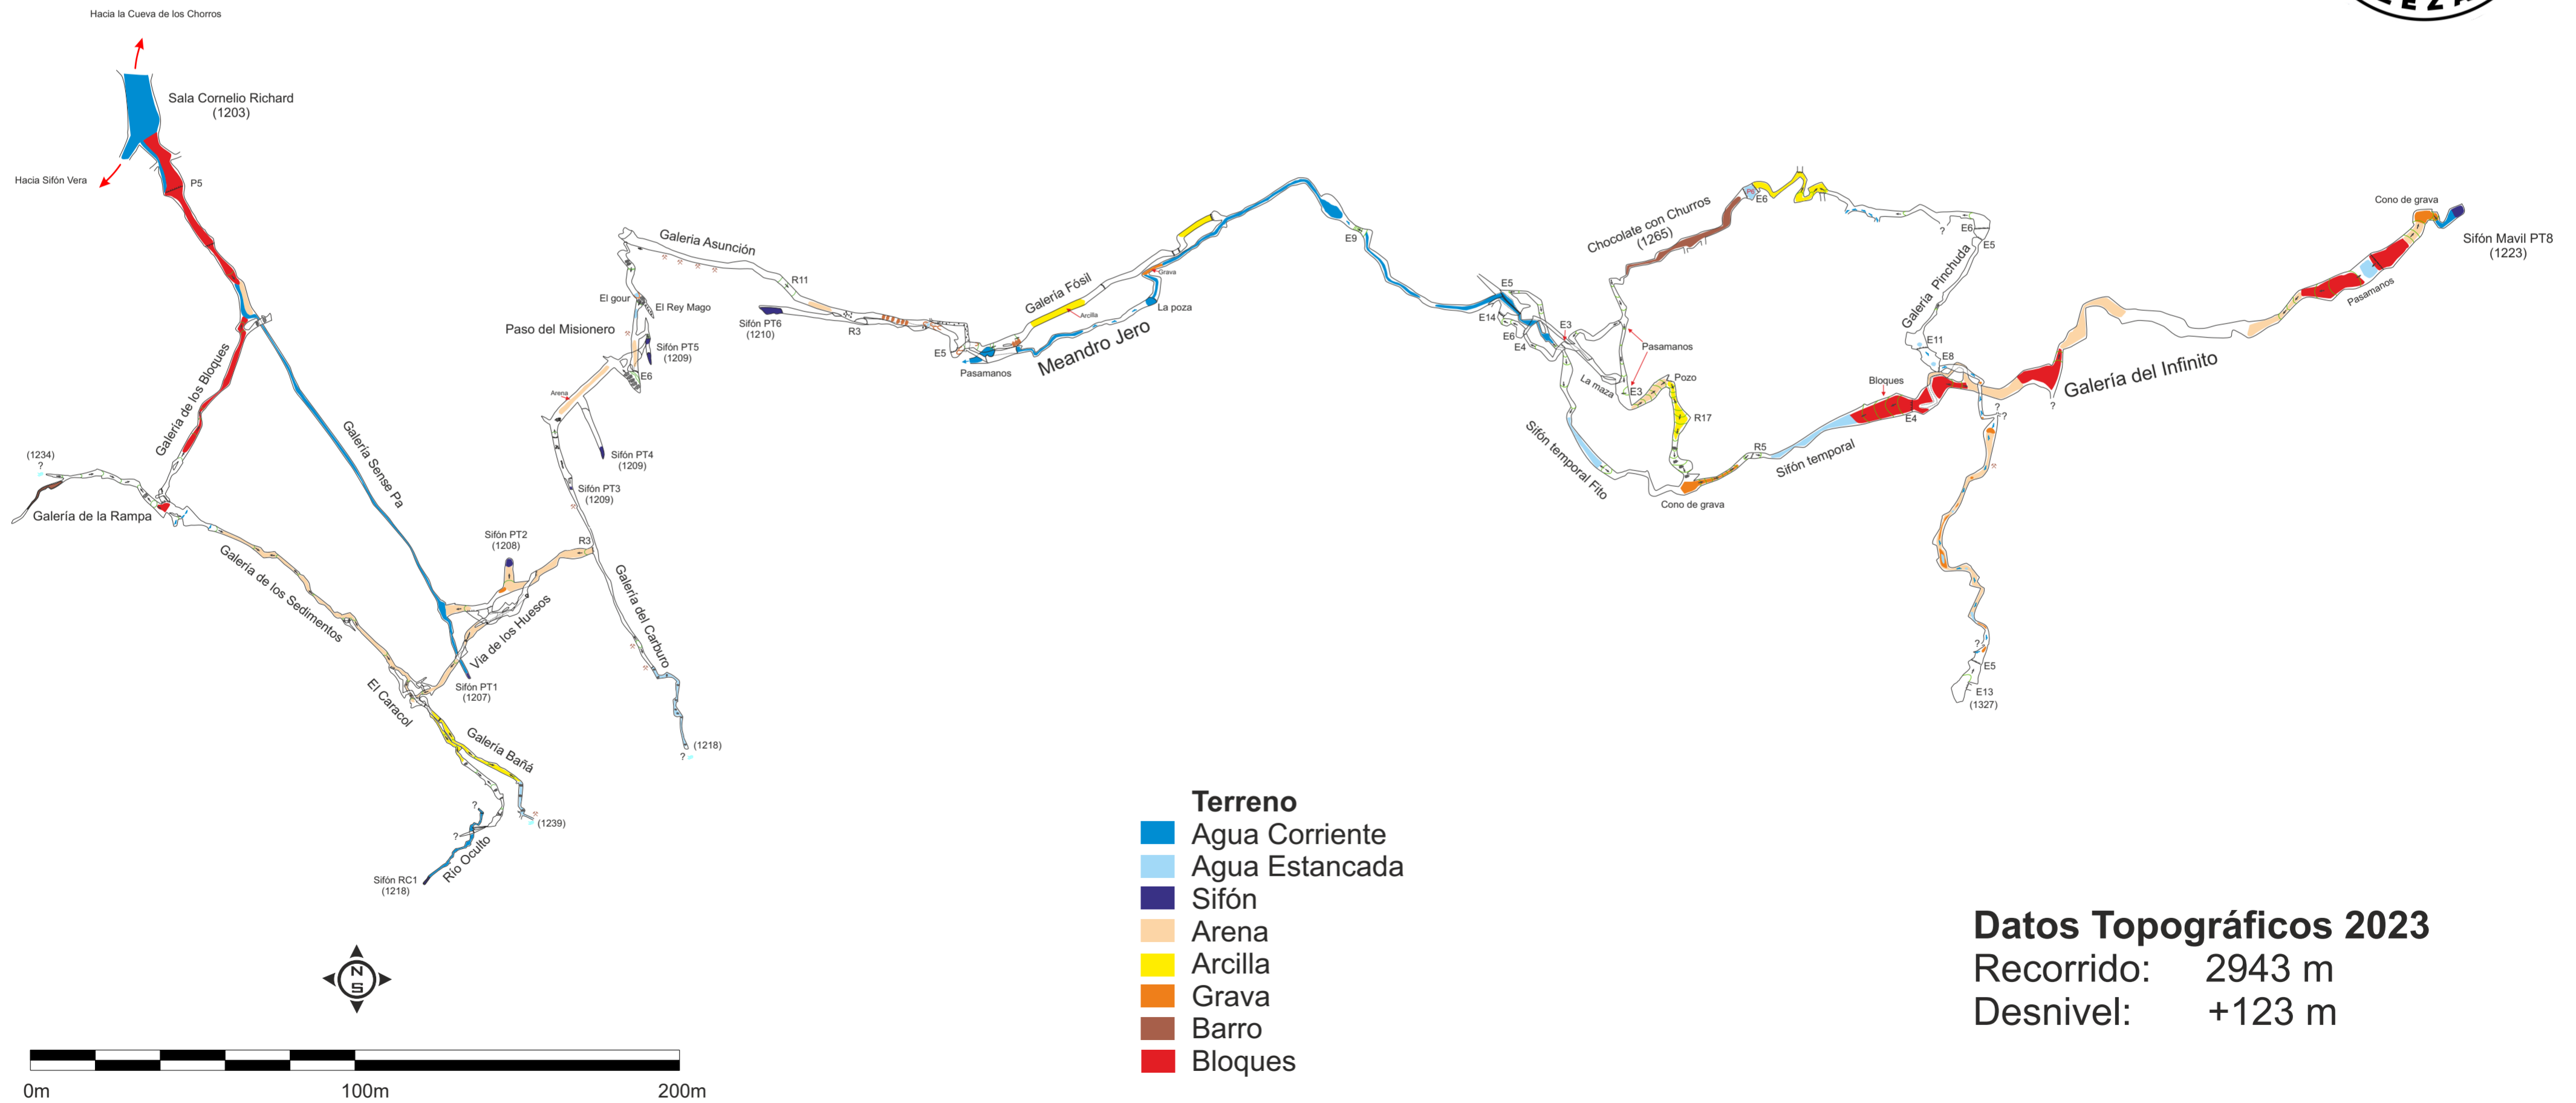 Hacia la Cueva de los Chorros
EZA
Sala Cornelio Richard
(1203)
Hacia Sifón Vera
P5
Galería de los Bloques
Galería Sense Pa
(1234)
?
Galería de la Rampa
Galería de los Sedimentos
El Caracol
Vía de los Huesos
Sifón PT1
(1207)
Sifón PT2
(1208)
R3
Galería Bañá
(1239)
?
?
Río Oculto
Sifón RC1
(1218)
Galería del Carburo
(1218)
?
Sifón PT3
(1209)
Sifón PT4
(1209)
Arena
E6
Sifón PT5
(1209)
Paso del Misionero
El gour
El Rey Mago
Galeria Asunción
R11
Sifón PT6
(1210)
R3
E5
Pasamanos
Galería Fósil
Arcilla
Grava
La poza
Meandro Jero
E9
E5
E14
E6
E4
E3
Pasamanos
La maza
E3
Pozo
R17
Sifón temporal Fito
Cono de grava
R5
Sifón temporal
Chocolate con Churros
(1265)
E6
?
E6
E5
Galería Pinchuda
E11
E8
Bloques
E4
?
?
?
Galería del Infinito
Pasamanos
Cono de grava
Sifón Mavil PT8
(1223)
?
E5
E13
(1327)
N
S
0m
100m
200m
Terreno
Agua Corriente
Agua Estancada
Sifón
Arena
Arcilla
Grava
Barro
Bloques
Datos Topográficos 2023
Recorrido: 2943 m
Desnivel: +123 m